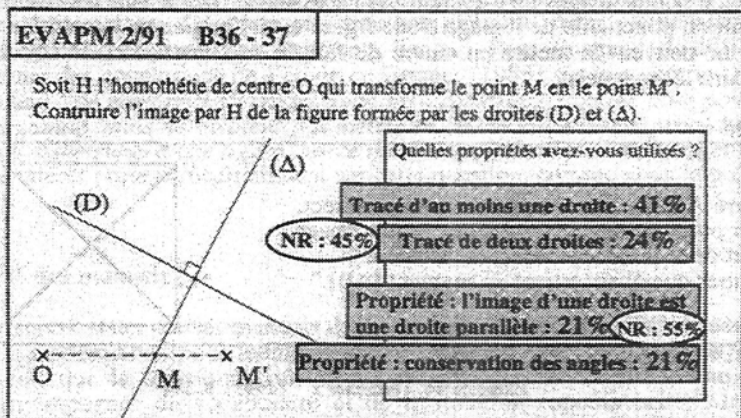 EVAPM 2/91 B36 - 37
Soit H l'homothétie de centre O qui transforme le point M en le point M'.
Contruire l'image par H de la figure formée par les droites (D) et (Δ).
Quelles propriétés avez-vous utilisés ?
(Δ)
(D)
Tracé d'au moins une droite : 41%
NR : 45%
Tracé de deux droites : 24%
Propriété : l'image d'une droite est
une droite parallèle : 21%
NR : 55%
Propriété : conservation des angles : 21%
O
M
M'